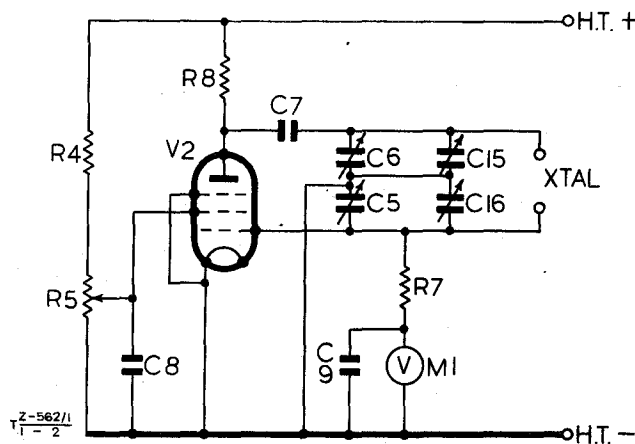 H.T. +
R8
C7
V2
R4
C6
C15
XTAL
C5
C16
R5
R7
C8
C
9
V
M1
T Z-562/1
1 - 2
H.T. -